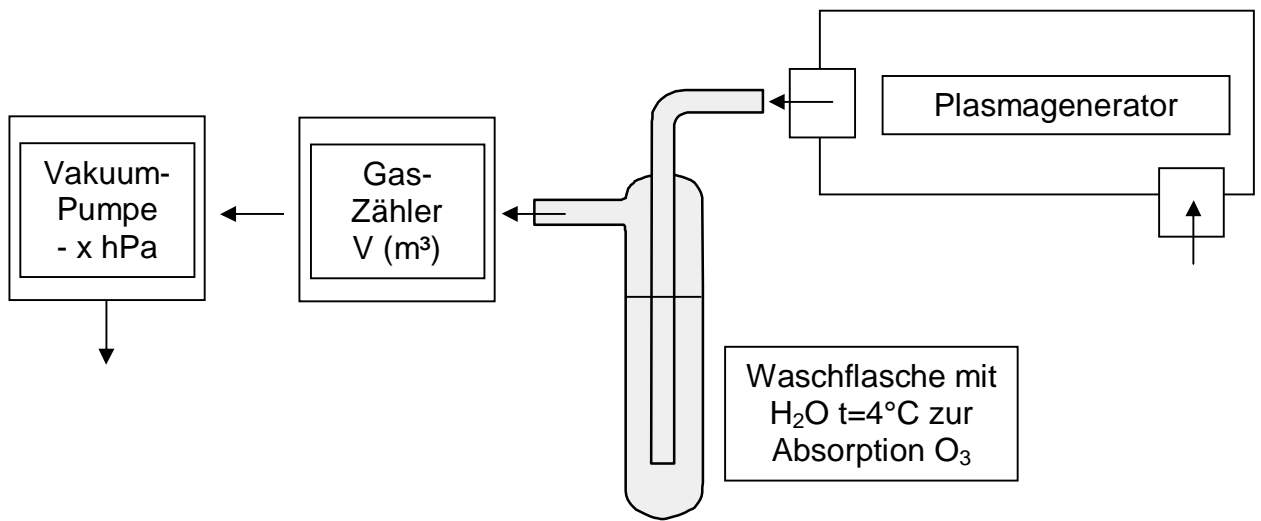 Vakuum-
Pumpe
- x hPa
Gas-
Zähler
V (m³)
Plasmagenerator
Waschflasche mit
H₂O t=4°C zur
Absorption O₃